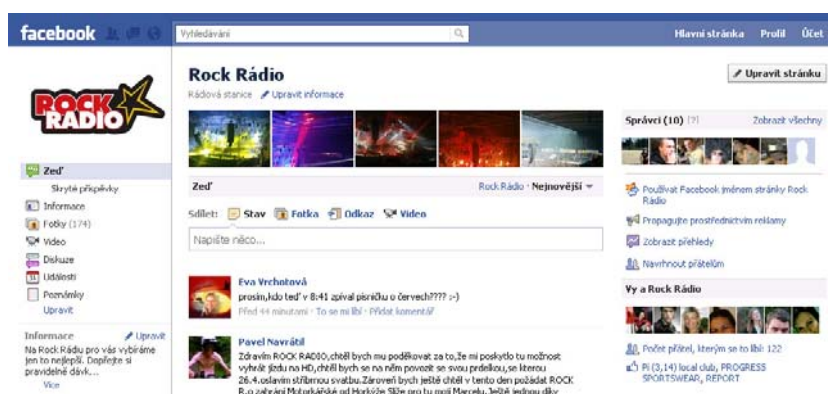 facebook
Vyhledávání
Hlavní stránka Profil Účet
ROCK
RADIO
Rock Rádio
Rádiová stanice Upravit informace
Upravit stránku
Zeď
Skryté příspěvky
Informace
Fotky (174)
Video
Diskuze
Události
Poznámky
Upravit
Informace Upravit
Na Rock Rádiu pro vás vybíráme
jen to nejlepší. Dopřejte si
pravidelné dávk...
Více
Zeď Rock Rádio · Nejnovější
Sdílet: Stav Fotka Odkaz Video
Napište něco...
Eva Vrchotová
prosím,kdo teď v 8:41 zpíval písničku o červech???? :-)
Před 44 minutami · To se mi líbí · Přidat komentář
Pavel Navrátil
Zdravím ROCK RADIO,chtěl bych mu poděkovat za to,že mi poskytlo tu možnost
vyhrát jízdu na HD,chtěl bych se na něm povozit se svou prdelkou,se kterou
26.4.oslavím stříbrnou svatbu.Zároveň bych ještě chtěl v tento den požádat ROCK
R.o zahrání Motorkářské od Horkýže Slíže pro tu moji Marcelu.Ještě jednou díky
Správci (10) [?] Zobrazit všechny
Používat Facebook jménem stránky Rock
Rádio
Propagujte prostřednictvím reklamy
Zobrazit přehledy
Navrhnout přátelům
Vy a Rock Rádio
Počet přátel, kterým se to líbí: 122
Pi (3,14) local club, PROGRESS
SPORTSWEAR, REPORT